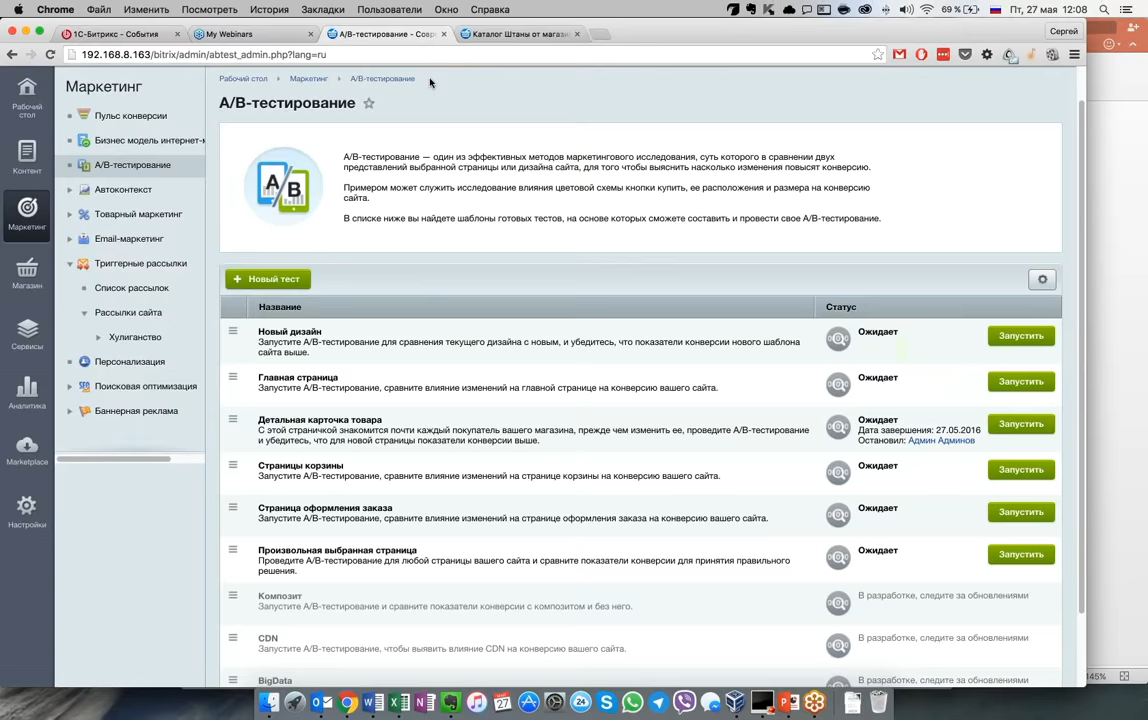 Chrome Файл Изменить Посмотреть История Закладки Пользователи Окно Справка
69 % Пт, 27 мая 12:08
1С-Битрикс - События
My Webinars
A/B-тестирование - Совр
Каталог Штаны от магази
Сергей
192.168.8.163/bitrix/admin/abtest_admin.php?lang=ru
Рабочий стол
Контент
Маркетинг
Магазин
Сервисы
Аналитика
Marketplace
Настройки
Маркетинг
Пульс конверсии
Бизнес модель интернет-м
A/B-тестирование
Автоконтекст
Товарный маркетинг
Email-маркетинг
Триггерные рассылки
Список рассылок
Рассылки сайта
Хулиганство
Персонализация
Поисковая оптимизация
Баннерная реклама
Рабочий стол Маркетинг A/B-тестирование
A/B-тестирование
A/B
A/B-тестирование — один из эффективных методов маркетингового исследования, суть которого в сравнении двух
представлений выбранной страницы или дизайна сайта, для того чтобы выяснить насколько изменения повысят конверсию.
Примером может служить исследование влияния цветовой схемы кнопки купить, ее расположения и размера на конверсию
сайта.
В списке ниже вы найдете шаблоны готовых тестов, на основе которых сможете составить и провести свое A/B-тестирование.
+ Новый тест
Название Статус
Новый дизайн
Запустите A/B-тестирование для сравнения текущего дизайна с новым, и убедитесь, что показатели конверсии нового шаблона
сайта выше.
Ожидает
Запустить
Главная страница
Запустите A/B-тестирование, сравните влияние изменений на главной странице на конверсию вашего сайта.
Ожидает
Запустить
Детальная карточка товара
С этой страничкой знакомится почти каждый покупатель вашего магазина, прежде чем изменить ее, проведите A/B-тестирование
и убедитесь, что для новой страницы показатели конверсии выше.
Ожидает
Дата завершения: 27.05.2016
Остановил: Админ Админов
Запустить
Страницы корзины
Запустите A/B-тестирование, сравните влияние изменений на странице корзины на конверсию вашего сайта.
Ожидает
Запустить
Страница оформления заказа
Запустите A/B-тестирование, сравните влияние изменений на странице оформления заказа на конверсию вашего сайта.
Ожидает
Запустить
Произвольная выбранная страница
Проведите A/B-тестирование для любой страницы вашего сайта и сравните показатели конверсии для принятия правильного
решения.
Ожидает
Запустить
Композит
Запустите A/B-тестирование и сравните показатели конверсии с композитом и без него.
В разработке, следите за обновлениями
CDN
Запустите A/B-тестирование, чтобы выявить влияние CDN на конверсию вашего сайта.
В разработке, следите за обновлениями
BigData
В разработке, следите за обновлениями
145%